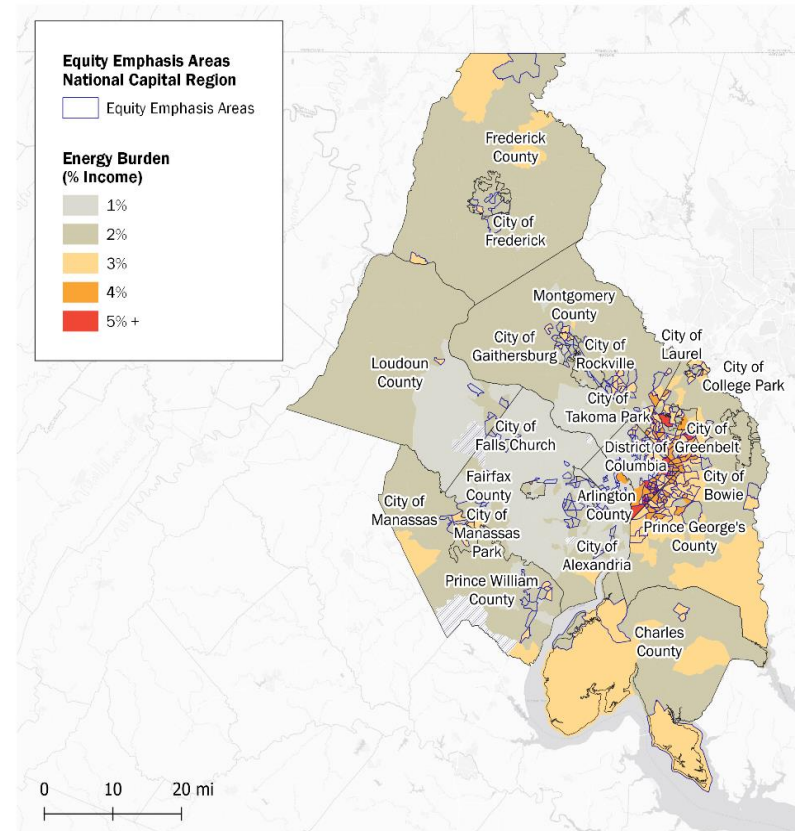 Equity Emphasis Areas
National Capital Region
Equity Emphasis Areas
Energy Burden
(% Income)
1%
2%
3%
4%
5% +
Frederick
County
City of
Frederick
Montgomery
County
City of
Gaithersburg
City of
Rockville
City of
Laurel
City of
College Park
Loudoun
County
City of
Takoma Park
City of
Falls Church
City of
Greenbelt
District of
Columbia
City of
Bowie
Fairfax
County
Arlington
County
City of
Manassas
City of
Manassas
Park
Prince George's
County
City of
Alexandria
Prince William
County
Charles
County
0 10 20 mi